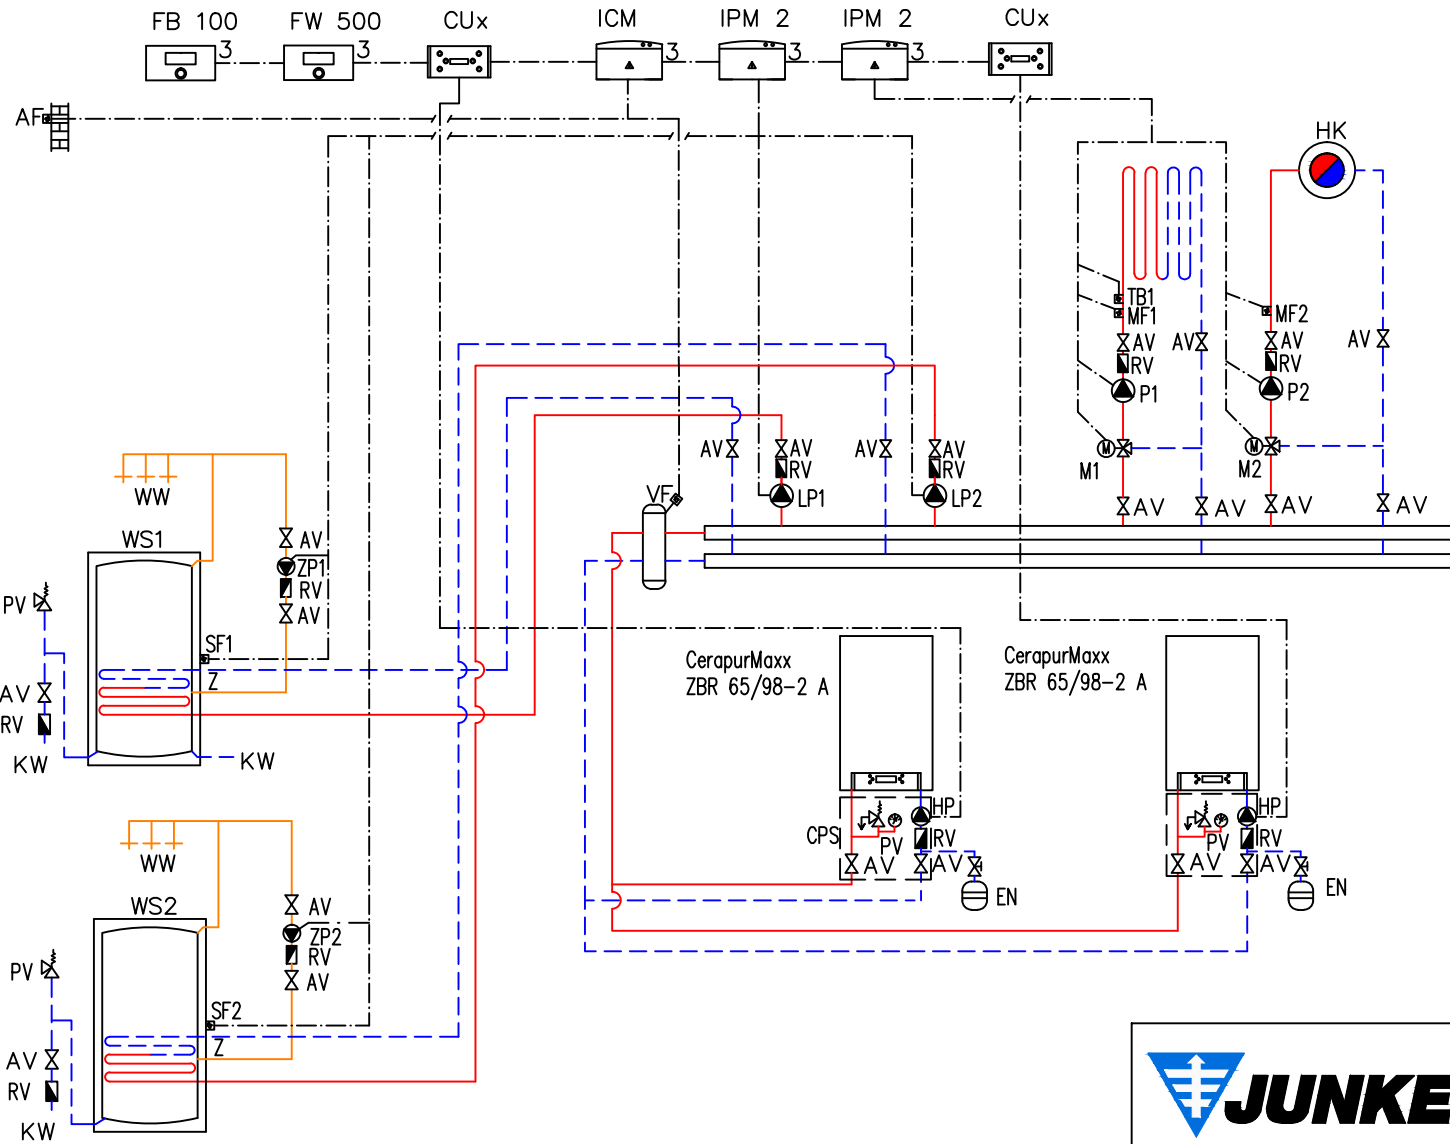 FB 100 FW 500 CUx ICM IPM 2 IPM 2 CUx
3 3 3 3 3
AF
HK
TB1
MF1 MF2
AV AV AV AV
RV RV
P1 P2
AV AV AV AV
RV RV
M1 M2
WW
VF LP1 LP2
AV AV AV AV
WS1 AV
ZP1
RV
PV AV
SF1
CerapurMaxx CerapurMaxx
ZBR 65/98-2 A ZBR 65/98-2 A
Z
AV
RV
KW KW
HP HP
CPS PV RV PV RV
WW AV AV AV AV
EN EN
WS2 AV
ZP2
RV
PV AV
SF2
Z
AV
RV
KW
JUNKE